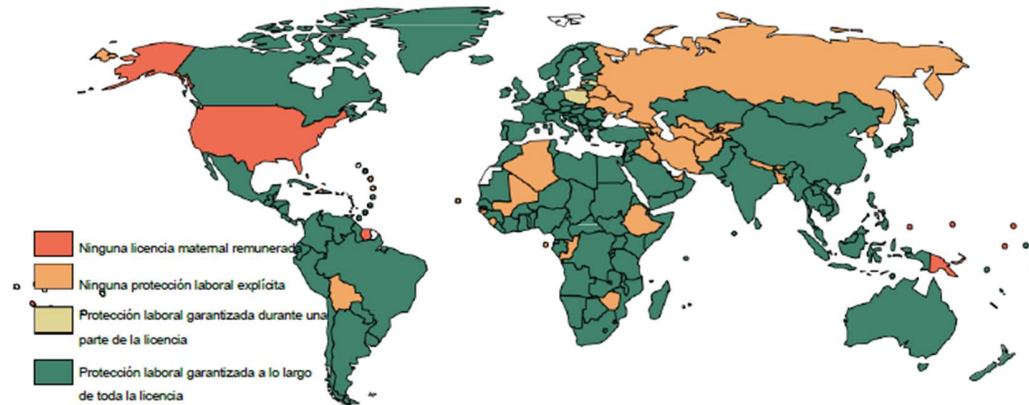 Ninguna licencia maternal remunerada
Ninguna protección laboral explícita
Protección laboral garantizada durante una
parte de la licencia
Protección laboral garantizada a lo largo
de toda la licencia